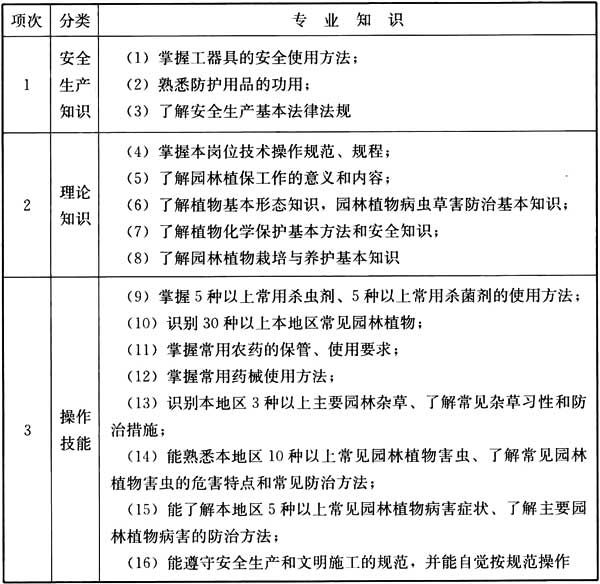 项次 分类 专业知识
1
安全
生产
知识
（1）掌握工器具的安全使用方法；
（2）熟悉防护用品的功用；
（3）了解安全生产基本法律法规
2
理论
知识
（4）掌握本岗位技术操作规范、规程；
（5）了解园林植保工作的意义和内容；
（6）了解植物基本形态知识，园林植物病虫草害防治基本知识；
（7）了解植物化学保护基本方法和安全知识；
（8）了解园林植物栽培与养护基本知识
3
操作
技能
（9）掌握5种以上常用杀虫剂、5种以上常用杀菌剂的使用方法；
（10）识别30种以上本地区常见园林植物；
（11）掌握常用农药的保管、使用要求；
（12）掌握常用药械使用方法；
（13）识别本地区3种以上主要园林杂草、了解常见杂草习性和防
治措施；
（14）能熟悉本地区10种以上常见园林植物害虫、了解常见园林
植物害虫的危害特点和常见防治方法；
（15）能了解本地区5种以上常见园林植物病害症状、了解主要园
林植物病害的防治方法；
（16）能遵守安全生产和文明施工的规范，并能自觉按规范操作